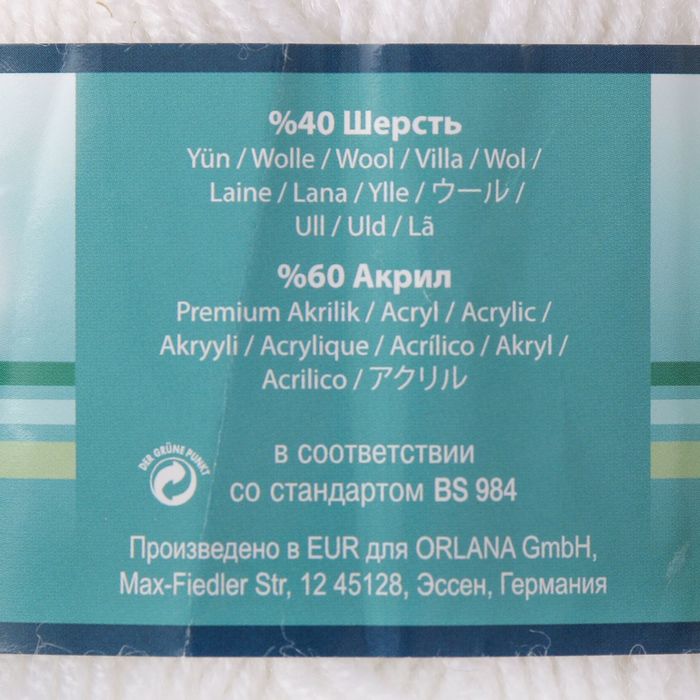 %40 Шерсть
Yün / Wolle / Wool / Villa / Wol /
Laine / Lana / Ylle / ウール /
Ull / Uld / Lã
%60 Акрил
Premium Akrilik / Acryl / Acrylic /
Akryyli / Acrylique / Acrílico / Akryl /
Acrilico / アクリル
DER GRÜNE PUNKT
в соответствии
со стандартом BS 984
Произведено в EUR для ORLANA GmbH,
Max-Fiedler Str, 12 45128, Эссен, Германия